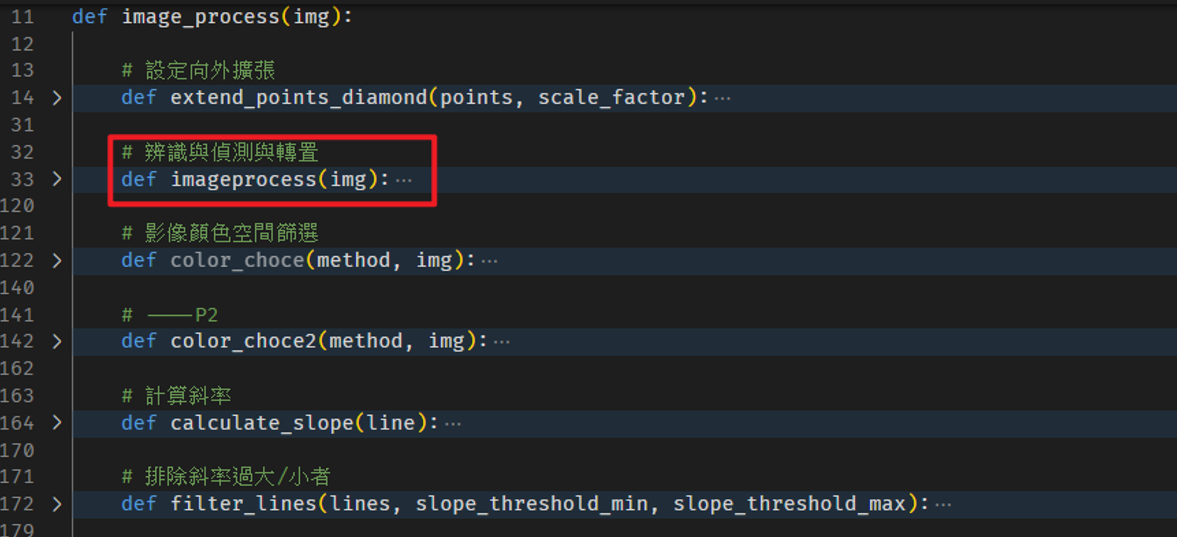 11 def image_process(img):
12
13 # 設定向外擴張
14 > def extend_points_diamond(points, scale_factor): ···
31
32 # 辨識與偵測與轉置
33 > def imageprocess(img): ···
120
121 # 影像顏色空間篩選
122 > def color_choce(method, img): ···
140
141 # ———P2
142 > def color_choce2(method, img): ···
162
163 # 計算斜率
164 > def calculate_slope(line): ···
170
171 # 排除斜率過大/小者
172 > def filter_lines(lines, slope_threshold_min, slope_threshold_max): ···
179